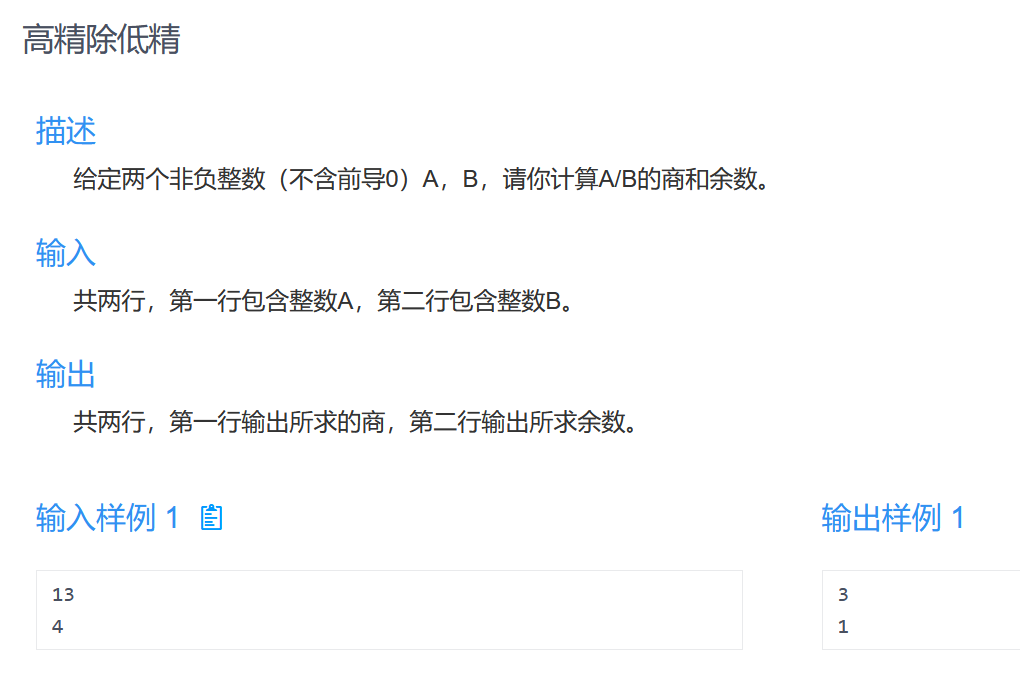 高精除低精
描述
给定两个非负整数（不含前导0）A，B，请你计算A/B的商和余数。
输入
共两行，第一行包含整数A，第二行包含整数B。
输出
共两行，第一行输出所求的商，第二行输出所求余数。
输入样例 1
13
4
输出样例 1
3
1